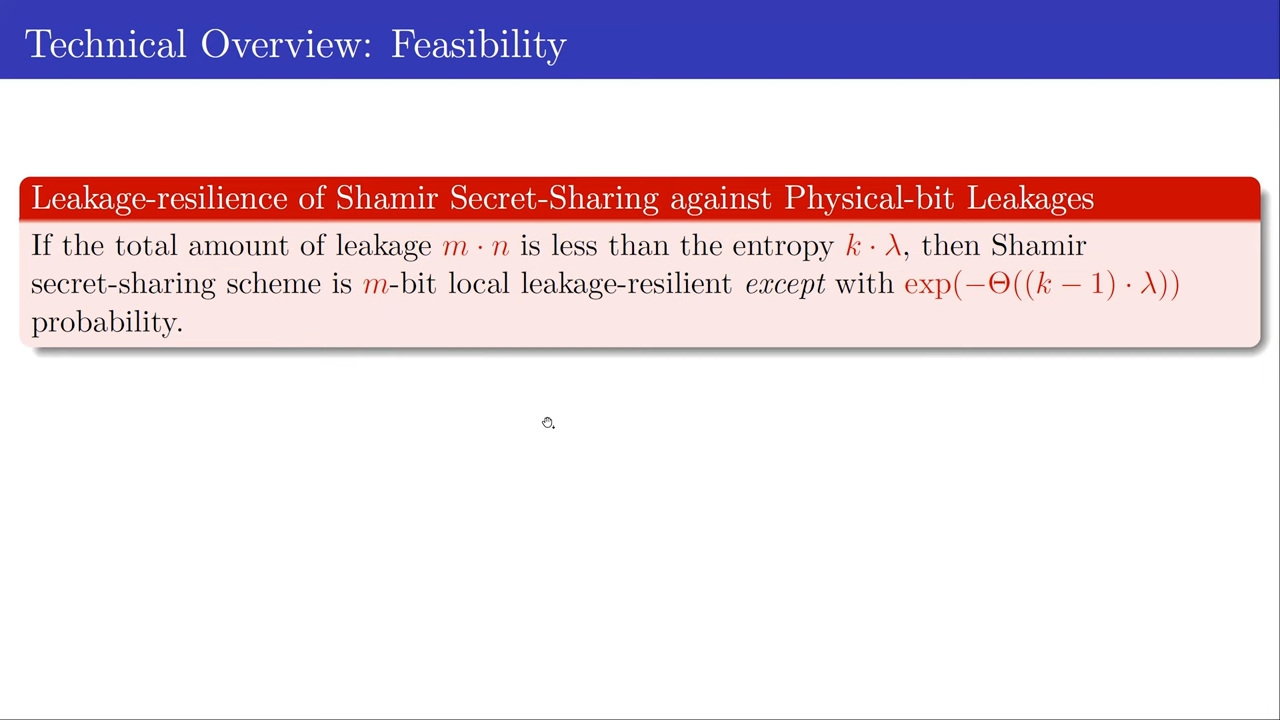 Technical Overview: Feasibility
Leakage-resilience of Shamir Secret-Sharing against Physical-bit Leakages
If the total amount of leakage m · n is less than the entropy k · λ, then Shamir
secret-sharing scheme is m-bit local leakage-resilient except with exp(−Θ((k − 1) · λ))
probability.